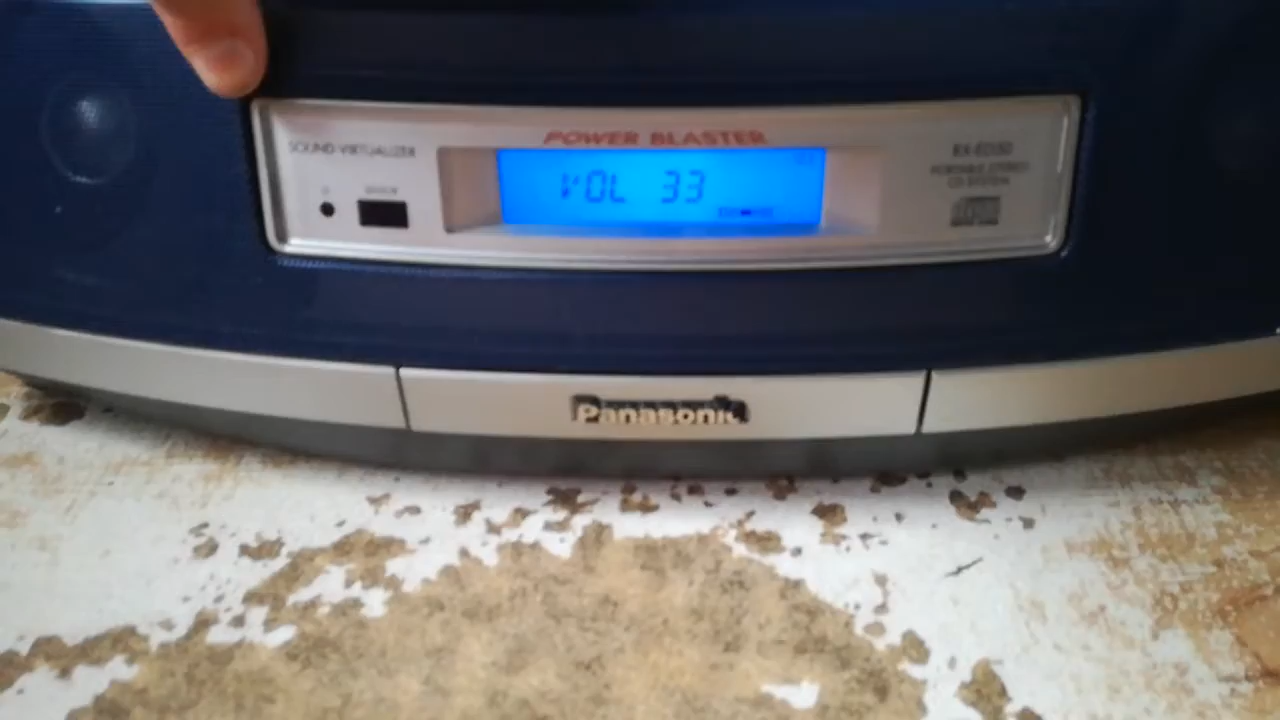 POWER BLASTER
SOUND VIRTUALIZER
VOL 33
RX-ED50
PORTABLE STEREO
CD SYSTEM
Panasonic